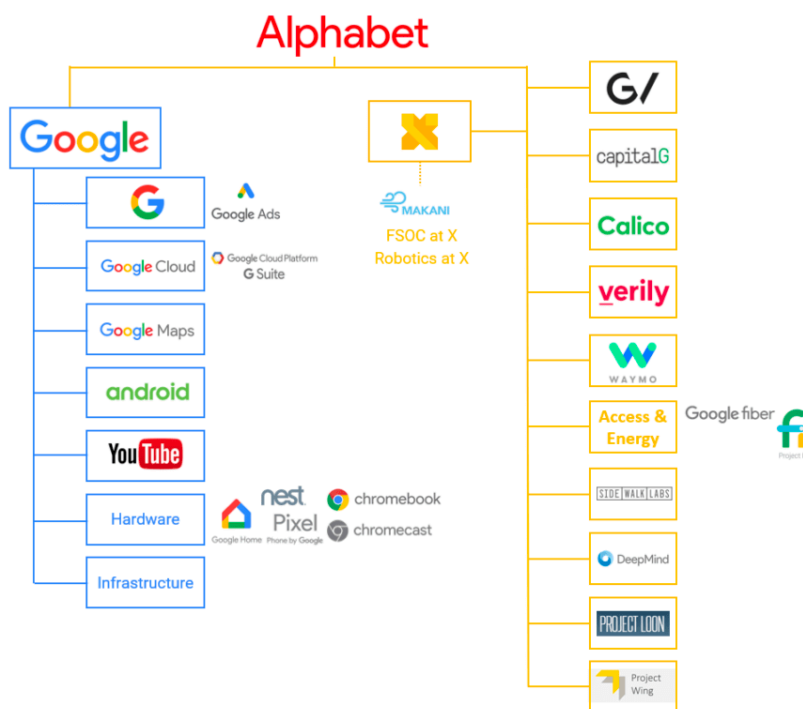 Alphabet
Google
G
Google Ads
Google Cloud
Google Cloud Platform
G Suite
Google Maps
android
YouTube
Hardware
Google Home
nest
Pixel
Phone by Google
chromebook
chromecast
Infrastructure
X
MAKANI
FSOC at X
Robotics at X
G/
capitalG
Calico
verily
W
WAYMO
Access &
Energy
Google fiber
fi
Project
SIDEWALK LABS
DeepMind
PROJECT LOON
Project
Wing